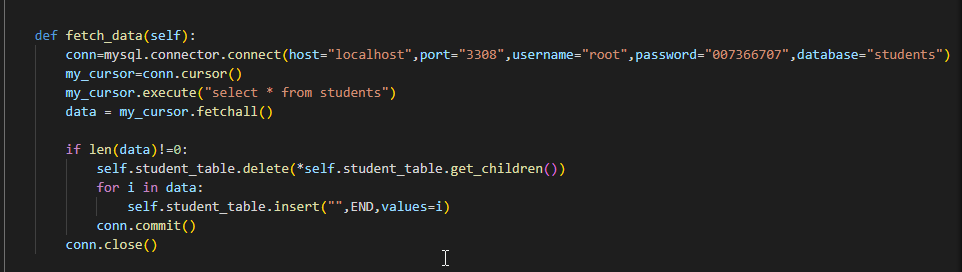 def fetch_data(self):
conn=mysql.connector.connect(host="localhost",port="3308",username="root",password="007366707",database="students")
my_cursor=conn.cursor()
my_cursor.execute("select * from students")
data = my_cursor.fetchall()
if len(data)!=0:
self.student_table.delete(*self.student_table.get_children())
for i in data:
self.student_table.insert("",END,values=i)
conn.commit()
conn.close()